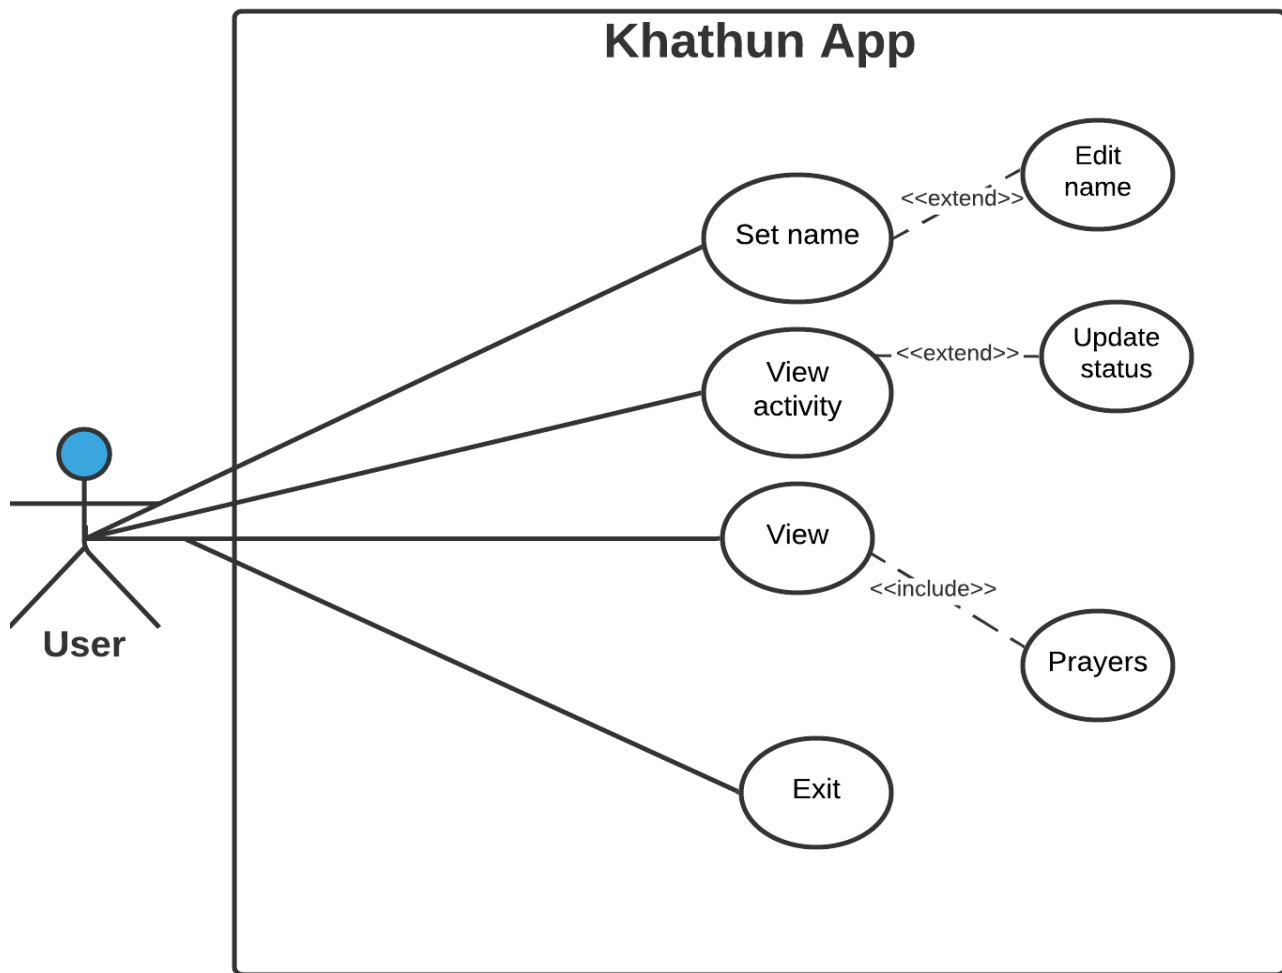 Khathun App
Edit
name
<<extend>>
Set name
Update
status
<<extend>>
View
activity
View
<<include>>
User
Prayers
Exit